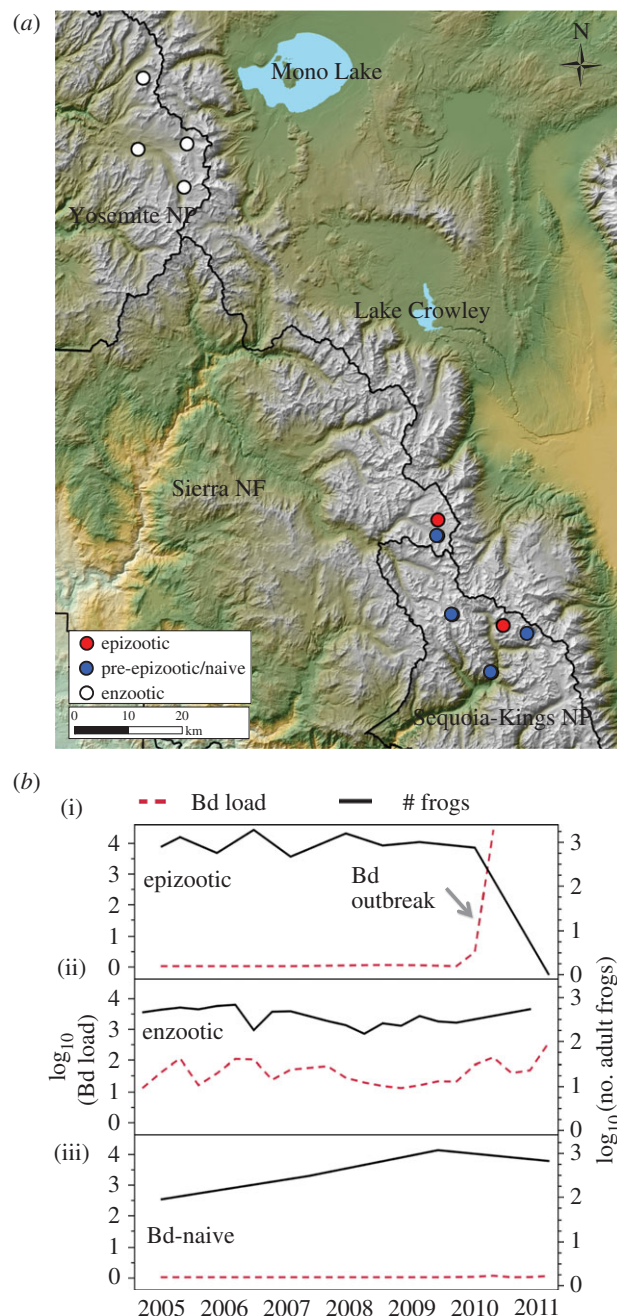 (a)
N
Mono Lake
Yosemite NP
Lake Crowley
Sierra NF
epizootic
pre-epizootic/naive
enzootic
0 10 20
km
Sequoia-Kings NP
(b)
Bd load # frogs
(i)
4
3
2
1
0
epizootic
Bd
outbreak
3
2
1
0
(ii)
4
3
2
1
0
enzootic
3
2
1
0
log10
(Bd load)
log10(no. adult frogs)
(iii)
4
3
2
1
0
Bd-naive
3
2
1
0
2005 2006 2007 2008 2009 2010 2011